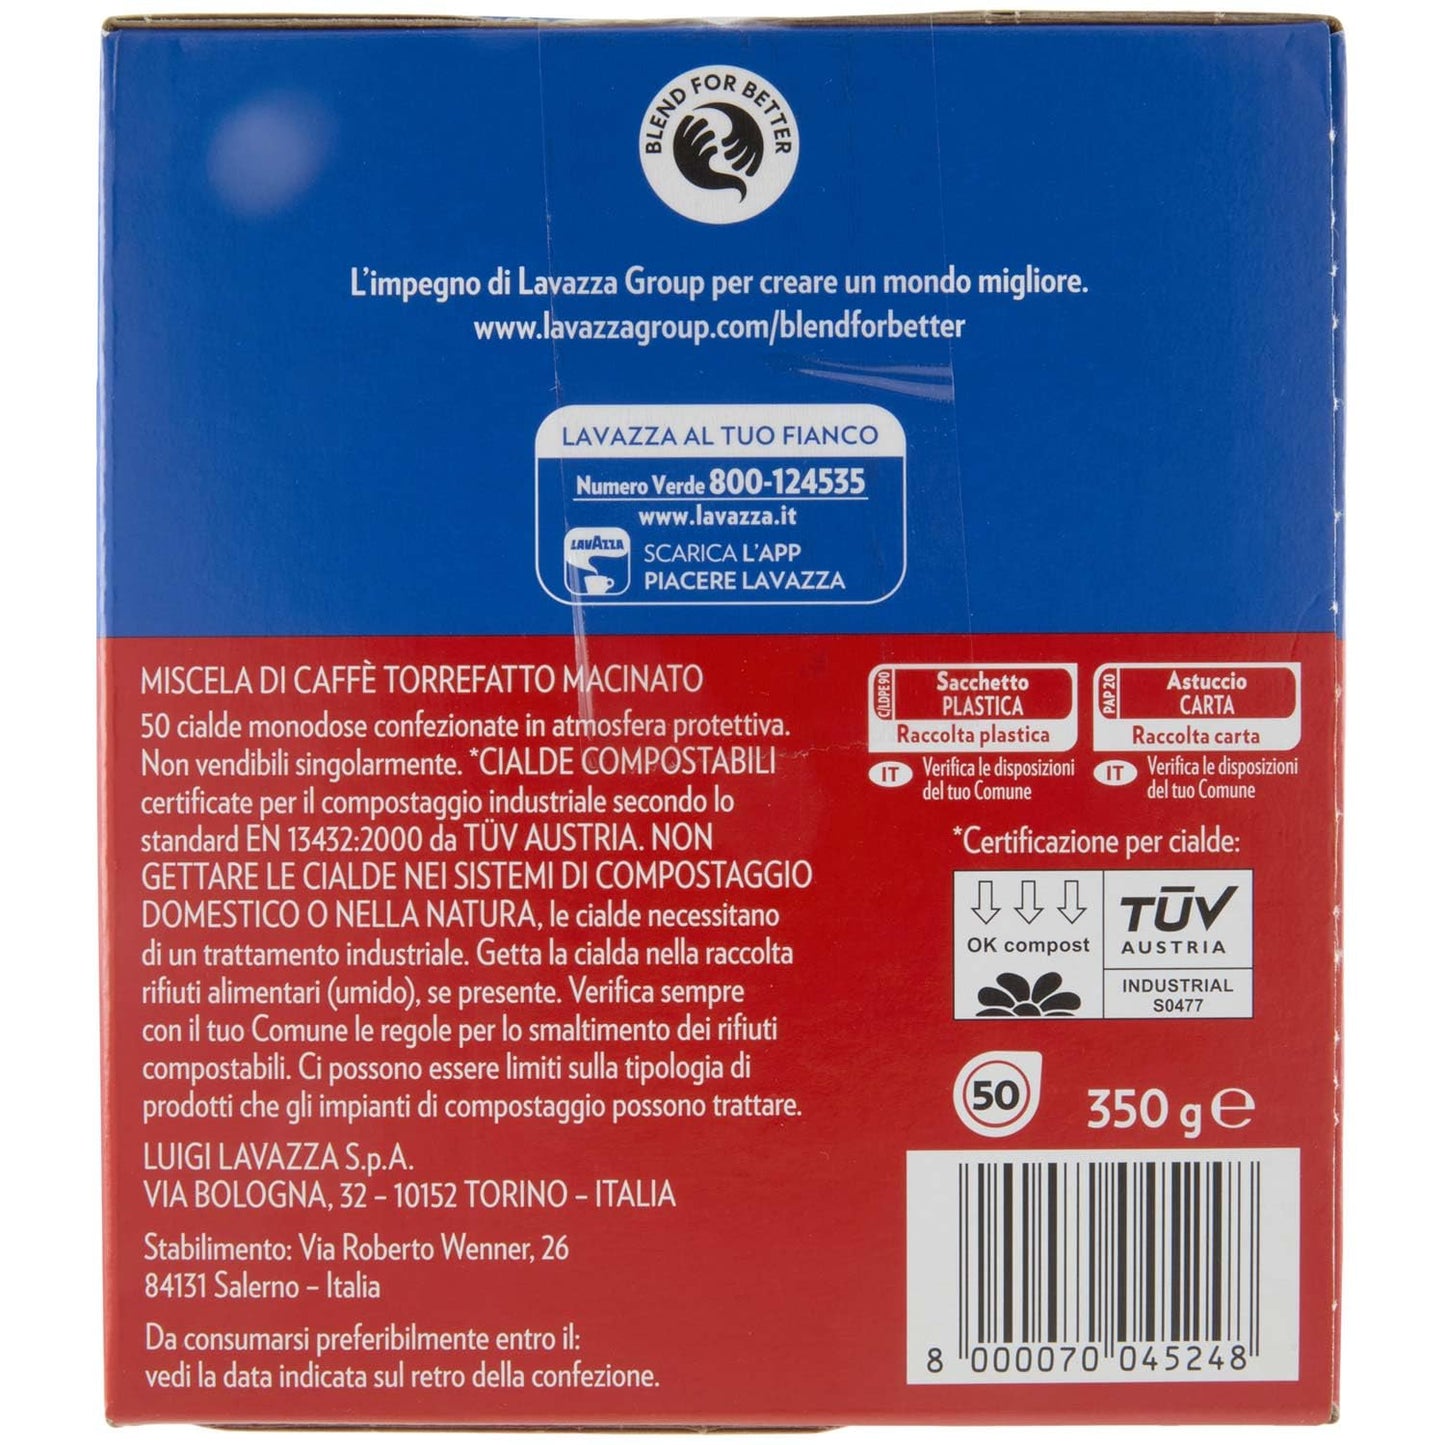 BLEND FOR BETTER
L'impegno di Lavazza Group per creare un mondo migliore.
www.lavazzagroup.com/blendforbetter
LAVAZZA AL TUO FIANCO
Numero Verde 800-124535
www.lavazza.it
LAVAZZA
SCARICA L'APP
PIACERE LAVAZZA
MISCELA DI CAFFÈ TORREFATTO MACINATO
50 cialde monodose confezionate in atmosfera protettiva.
Non vendibili singolarmente. *CIALDE COMPOSTABILI
certificate per il compostaggio industriale secondo lo
standard EN 13432:2000 da TÜV AUSTRIA. NON
GETTARE LE CIALDE NEI SISTEMI DI COMPOSTAGGIO
DOMESTICO O NELLA NATURA, le cialde necessitano
di un trattamento industriale. Getta la cialda nella raccolta
rifiuti alimentari (umido), se presente. Verifica sempre
con il tuo Comune le regole per lo smaltimento dei rifiuti
compostabili. Ci possono essere limiti sulla tipologia di
prodotti che gli impianti di compostaggio possono trattare.
LUIGI LAVAZZA S.p.A.
VIA BOLOGNA, 32 – 10152 TORINO – ITALIA
Stabilimento: Via Roberto Wenner, 26
84131 Salerno – Italia
Da consumarsi preferibilmente entro il:
vedi la data indicata sul retro della confezione.
C/LDPE90
Sacchetto
PLASTICA
Raccolta plastica
IT
Verifica le disposizioni
del tuo Comune
PAP 20
Astuccio
CARTA
Raccolta carta
IT
Verifica le disposizioni
del tuo Comune
*Certificazione per cialde:
OK compost
TÜV
AUSTRIA
INDUSTRIAL
S0477
50
350 g e
8 000070 045248